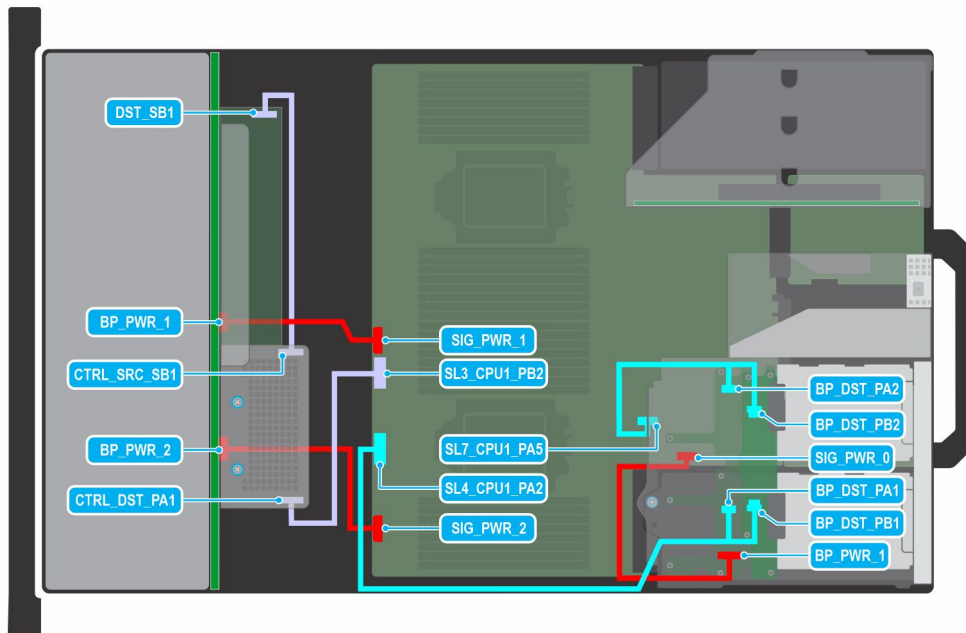 DST_SB1
BP_PWR_1
CTRL_SRC_SB1
BP_PWR_2
CTRL_DST_PA1
SIG_PWR_1
SL3_CPU1_PB2
SL7_CPU1_PA5
SL4_CPU1_PA2
SIG_PWR_2
BP_DST_PA2
BP_DST_PB2
SIG_PWR_0
BP_DST_PA1
BP_DST_PB1
BP_PWR_1